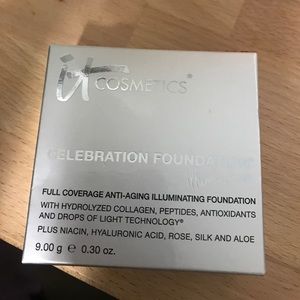 it COSMETICS®
CELEBRATION FOUNDATION
FULL COVERAGE ANTI-AGING ILLUMINATING FOUNDATION
WITH HYDROLYZED COLLAGEN, PEPTIDES, ANTIOXIDANTS
AND DROPS OF LIGHT TECHNOLOGY®
PLUS NIACIN, HYALURONIC ACID, ROSE, SILK AND ALOE
9.00 g ℮ 0.30 oz.